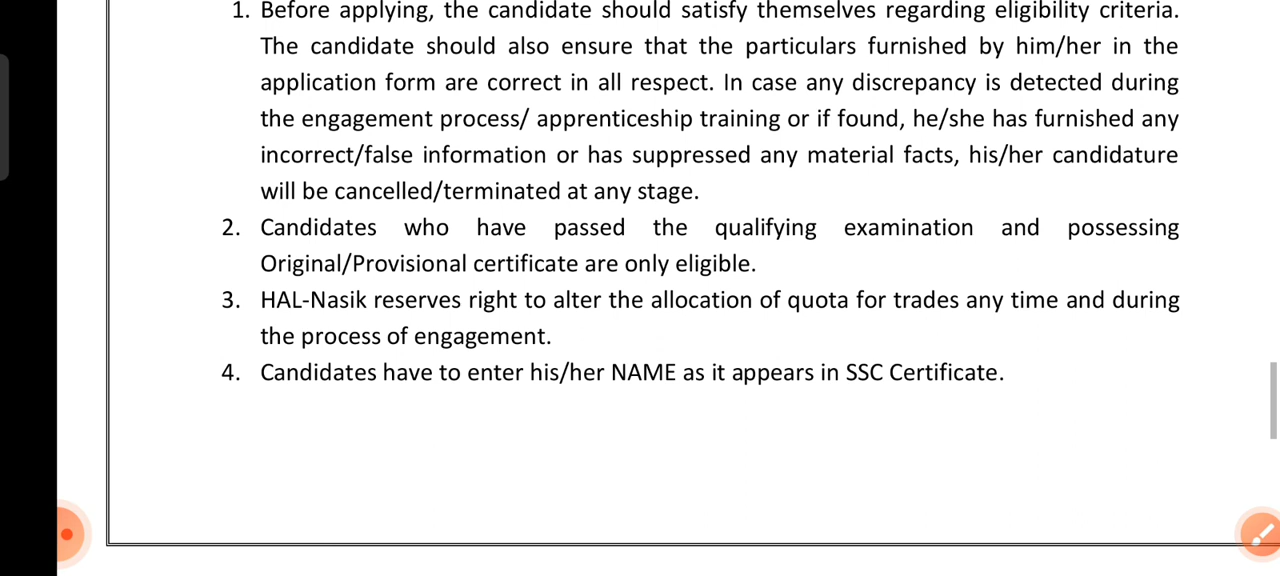 1. Before applying, the candidate should satisfy themselves regarding eligibility criteria.
The candidate should also ensure that the particulars furnished by him/her in the
application form are correct in all respect. In case any discrepancy is detected during
the engagement process/ apprenticeship training or if found, he/she has furnished any
incorrect/false information or has suppressed any material facts, his/her candidature
will be cancelled/terminated at any stage.
2. Candidates who have passed the qualifying examination and possessing
Original/Provisional certificate are only eligible.
3. HAL-Nasik reserves right to alter the allocation of quota for trades any time and during
the process of engagement.
4. Candidates have to enter his/her NAME as it appears in SSC Certificate.